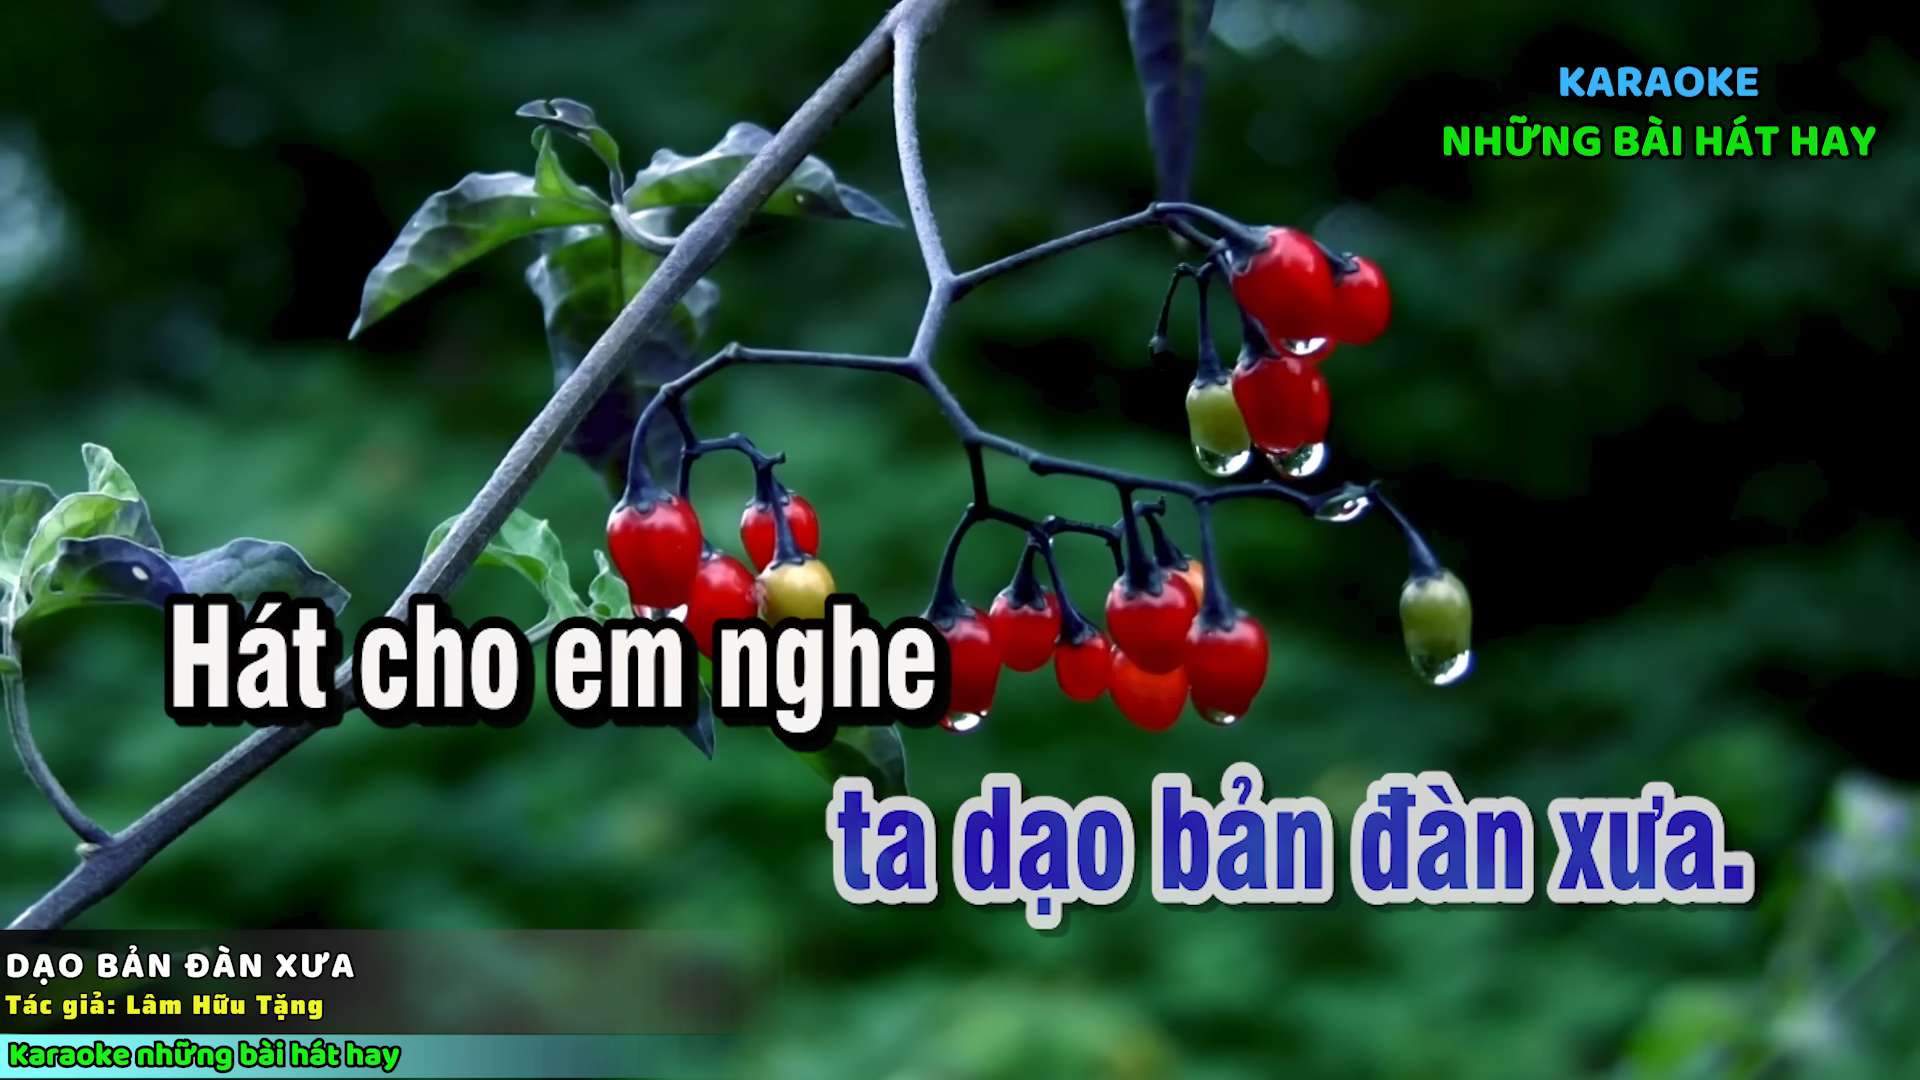 KARAOKE
NHỮNG BÀI HÁT HAY
Hát cho em nghe
ta dạo bản đàn xưa.
DẠO BẢN ĐÀN XƯA
Tác giả: Lâm Hữu Tặng
Karaoke những bài hát hay